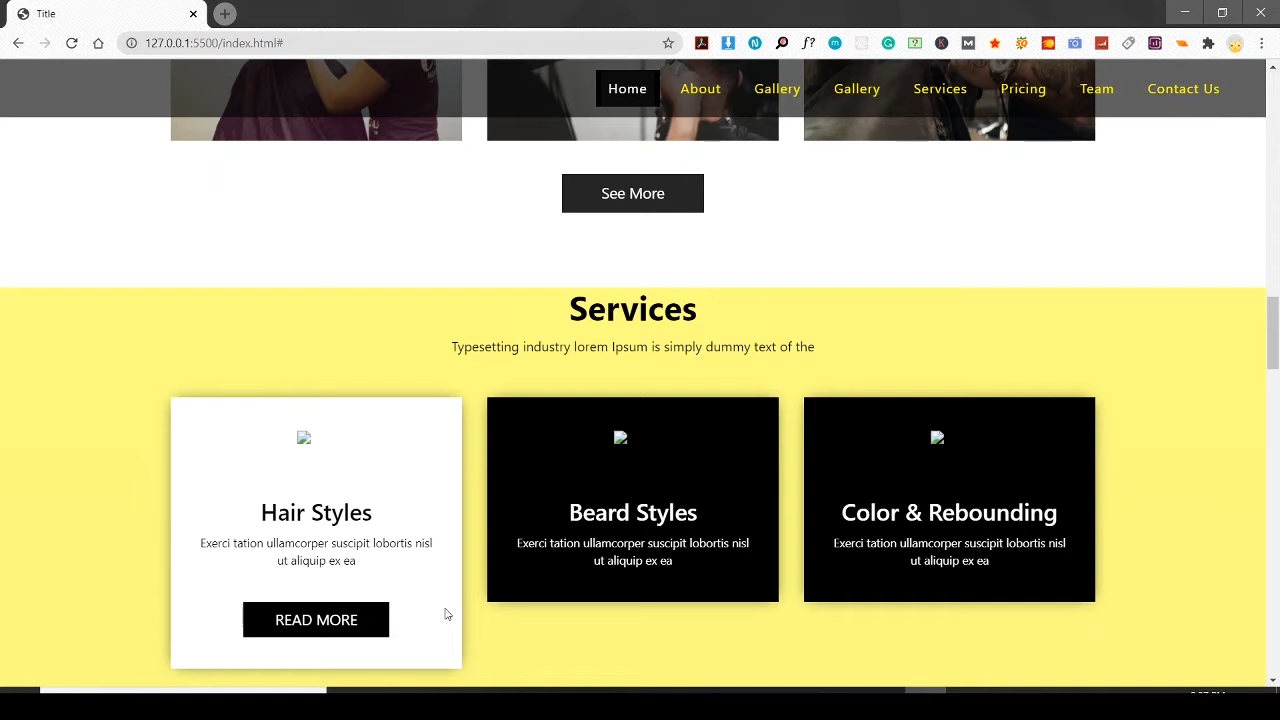 Title
127.0.0.1:5500/index.html#
Home About Gallery Gallery Services Pricing Team Contact Us
See More
Services
Typesetting industry lorem Ipsum is simply dummy text of the
Hair Styles
Exerci tation ullamcorper suscipit lobortis nisl
ut aliquip ex ea
READ MORE
Beard Styles
Exerci tation ullamcorper suscipit lobortis nisl
ut aliquip ex ea
Color & Rebounding
Exerci tation ullamcorper suscipit lobortis nisl
ut aliquip ex ea